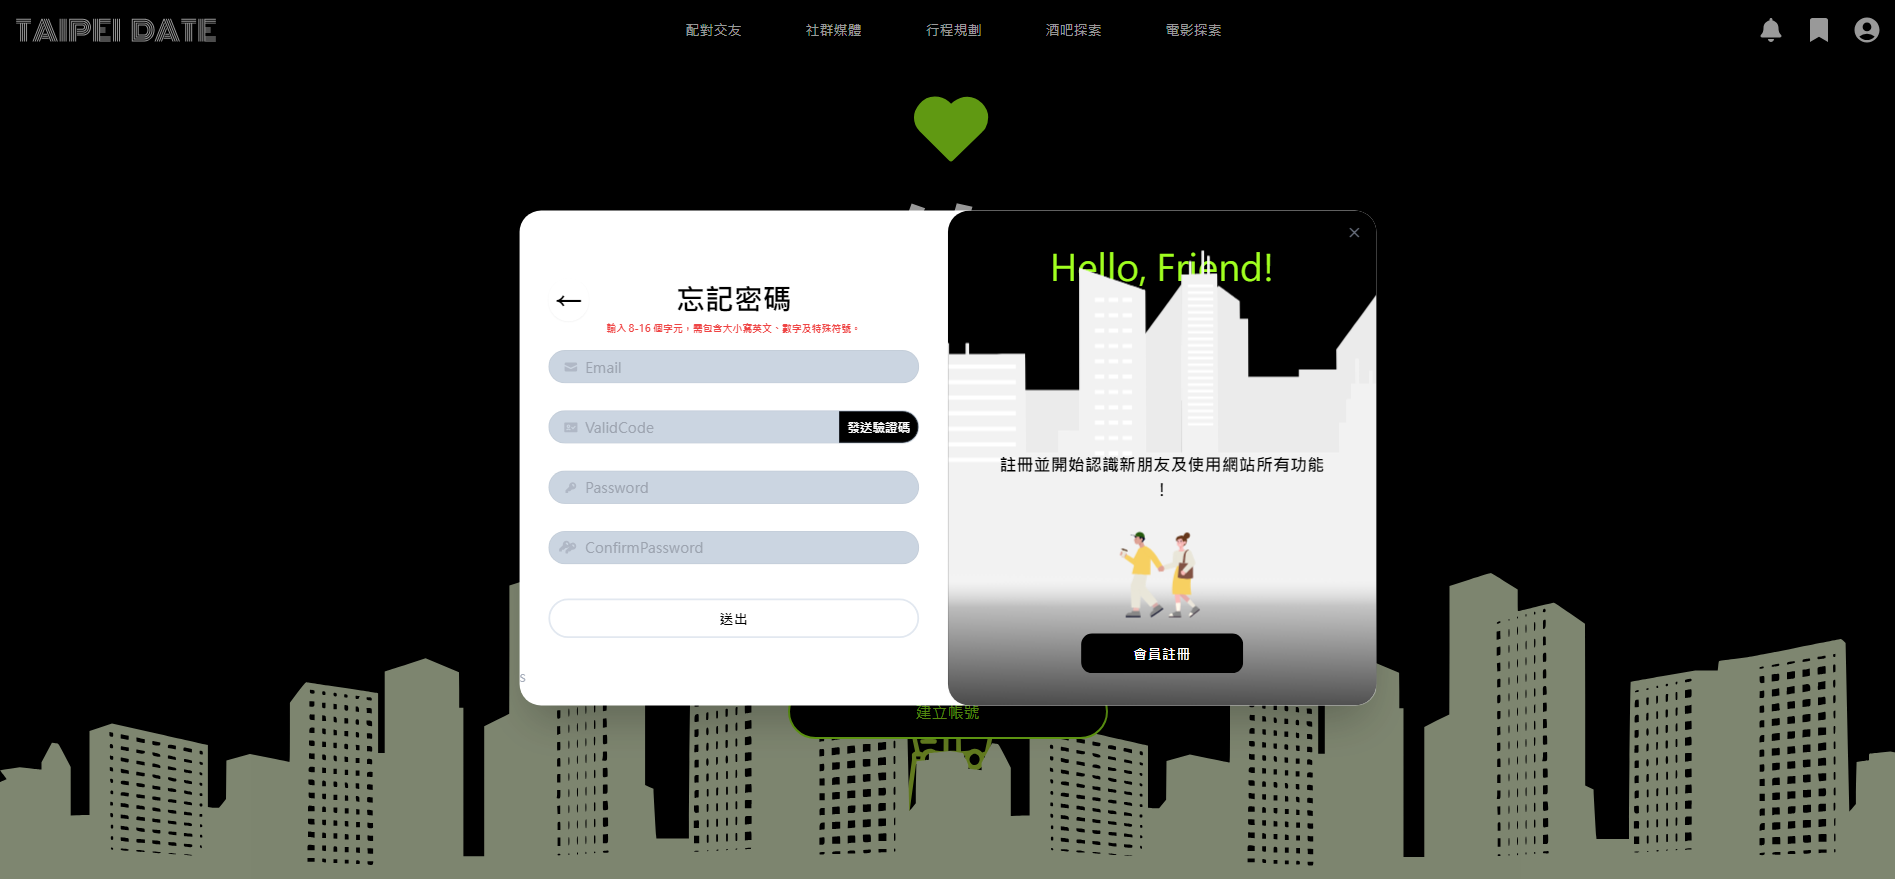 TAIPEI DATE
配對交友
社群媒體
行程規劃
酒吧探索
電影探索
忘記密碼
輸入 8-16 個字元，需包含大小寫英文、數字及特殊符號。
Email
ValidCode
發送驗證碼
Password
ConfirmPassword
送出
Hello, Friend!
註冊並開始認識新朋友及使用網站所有功能
！
會員註冊
s
建立帳號